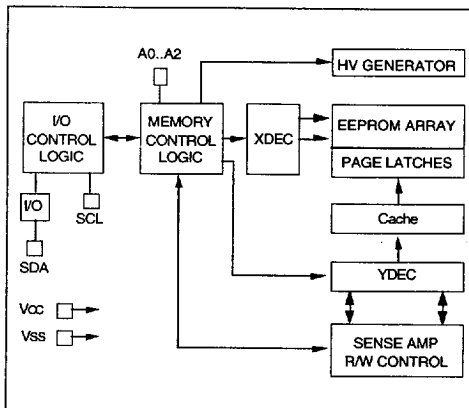 A0..A2
HV GENERATOR
I/O
CONTROL
LOGIC
MEMORY
CONTROL
LOGIC
XDEC
EEPROM ARRAY
PAGE LATCHES
I/O
SCL
SDA
Cache
YDEC
Vcc
Vss
SENSE AMP
R/W CONTROL